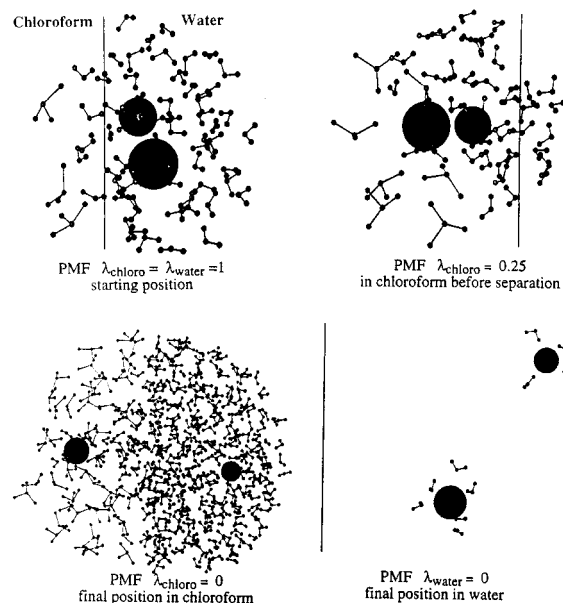 Chloroform Water
PMF λchloro = λwater =1
starting position
PMF λchloro = 0.25
in chloroform before separation
PMF λchloro = 0
final position in chloroform
PMF λwater = 0
final position in water